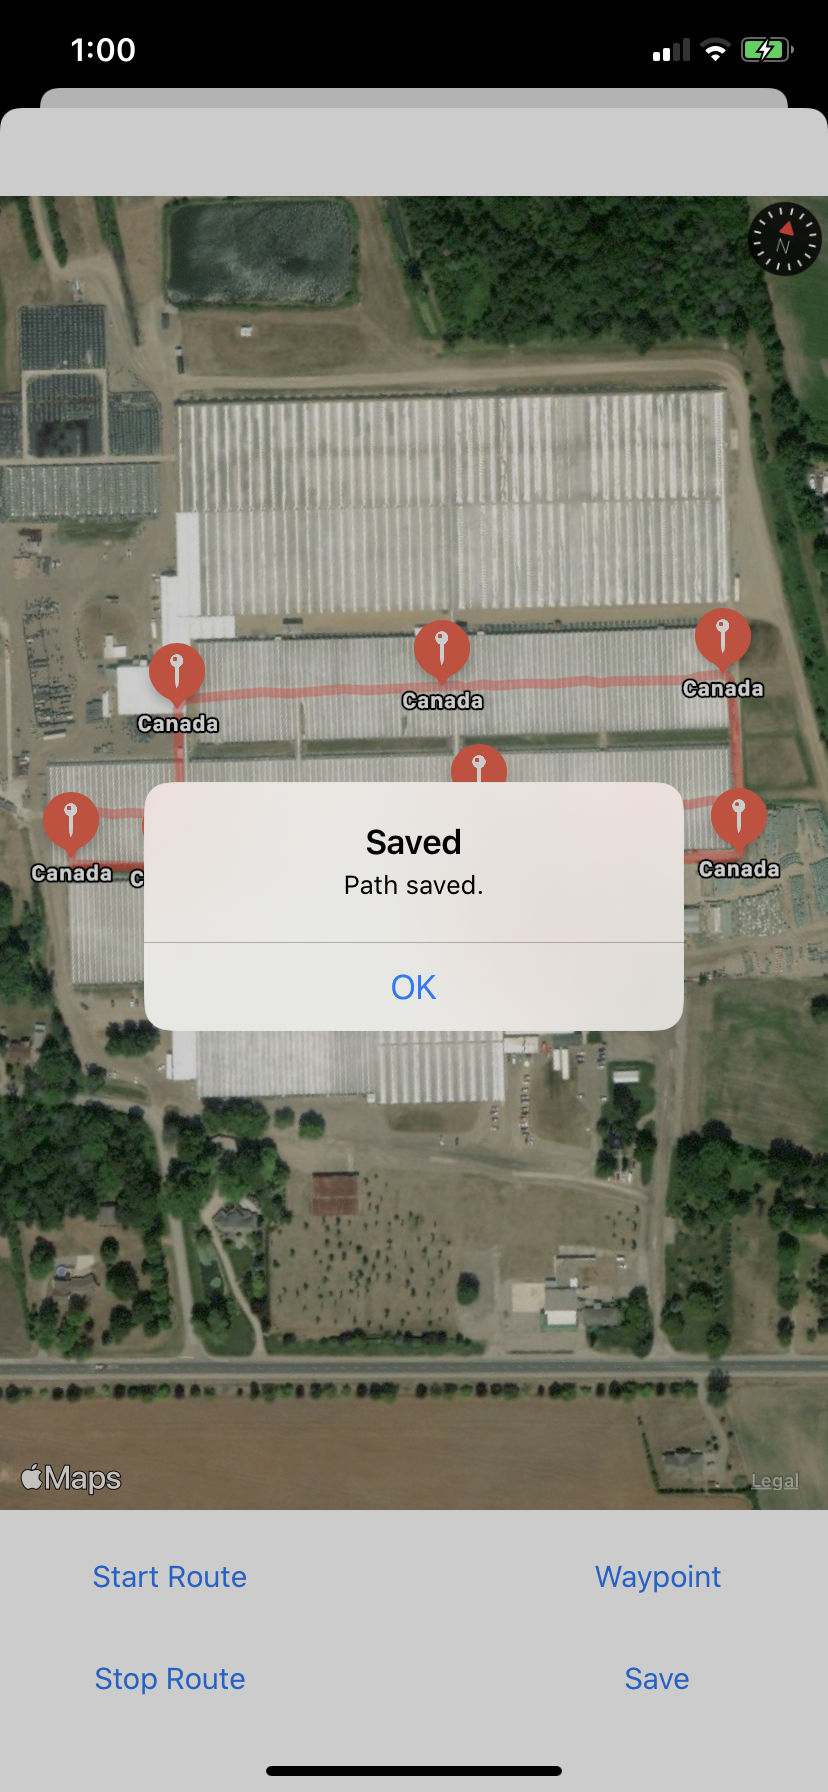 1:00
N
Canada
Canada
Canada
Canada
C
Canada
Saved
Path saved.
OK
Maps
Legal
Start Route
Waypoint
Stop Route
Save